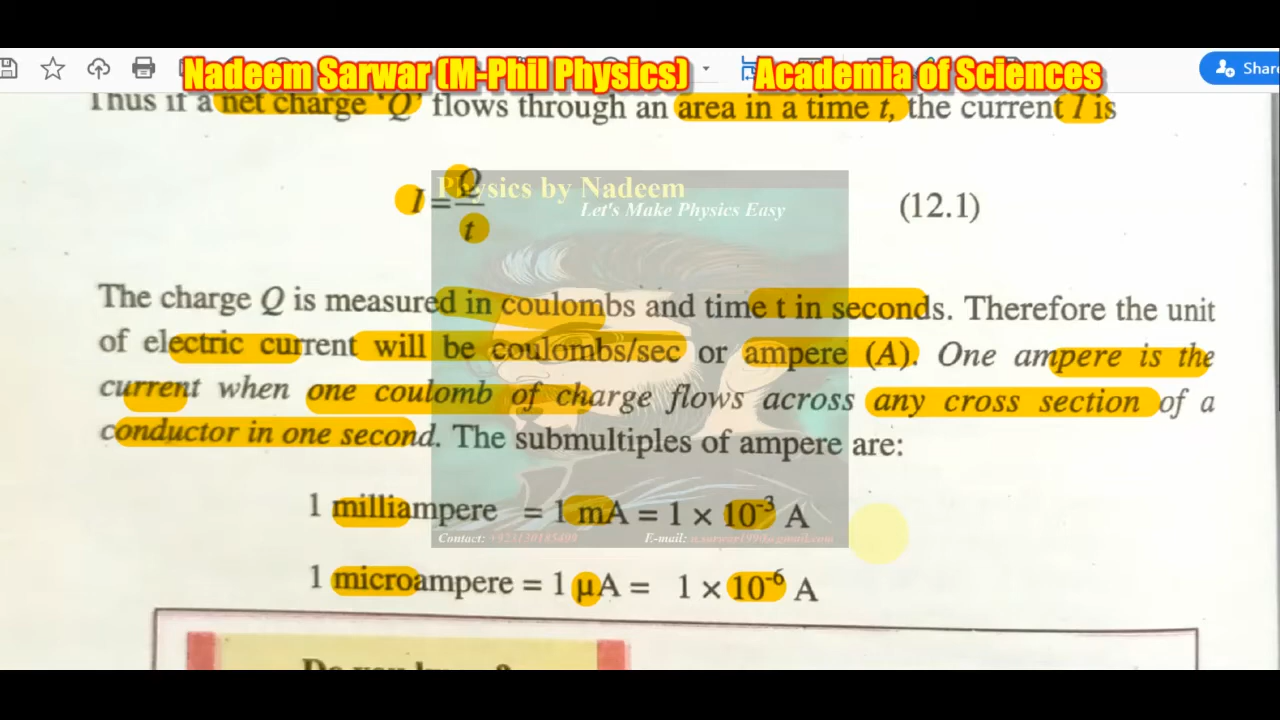 Nadeem Sarwar (M-Phil Physics) Academia of Sciences
Share
Thus if a net charge 'Q' flows through an area in a time t, the current I is
I = Q/t (12.1)
Physics by Nadeem
Let's Make Physics Easy
The charge Q is measured in coulombs and time t in seconds. Therefore the unit
of electric current will be coulombs/sec or ampere (A). One ampere is the
current when one coulomb of charge flows across any cross section of a
conductor in one second. The submultiples of ampere are:
1 milliampere = 1 mA = 1 × 10⁻³ A
Contact: E-mail:
1 microampere = 1 μA = 1 × 10⁻⁶ A